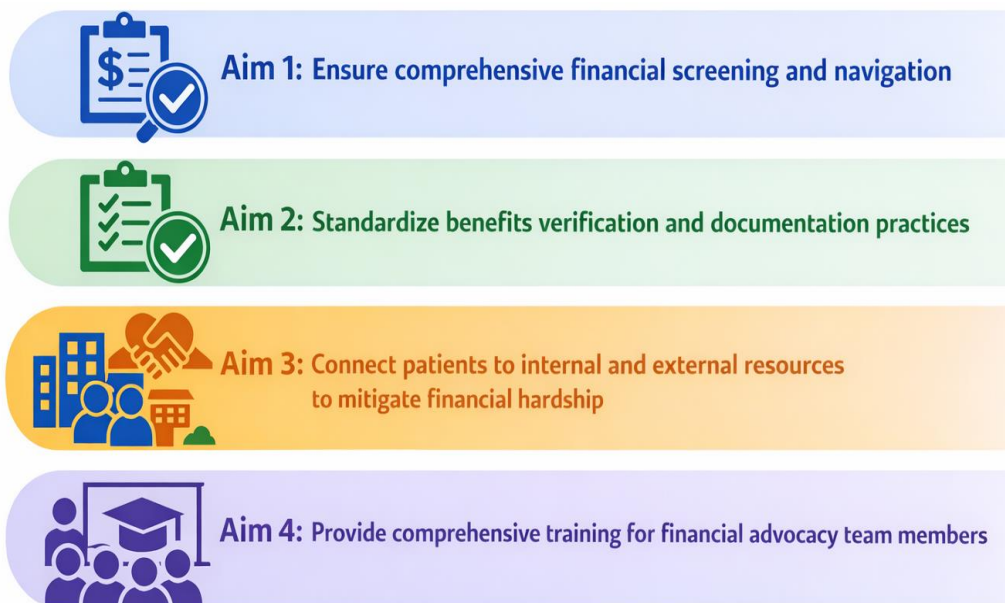 $
Aim 1: Ensure comprehensive financial screening and navigation
Aim 2: Standardize benefits verification and documentation practices
Aim 3: Connect patients to internal and external resources
to mitigate financial hardship
Aim 4: Provide comprehensive training for financial advocacy team members